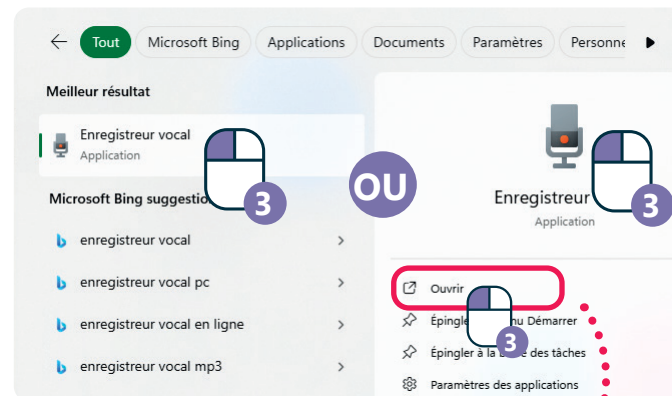 Tout Microsoft Bing Applications Documents Paramètres Personne
Meilleur résultat
Enregistreur vocal
Application
3
Microsoft Bing suggestio
enregistreur vocal
enregistreur vocal pc
enregistreur vocal en ligne
enregistreur vocal mp3
OU
Enregistreur
3
Application
Ouvrir
Épingle u Démarrer
3
Épingler à la des tâches
Paramètres des applications